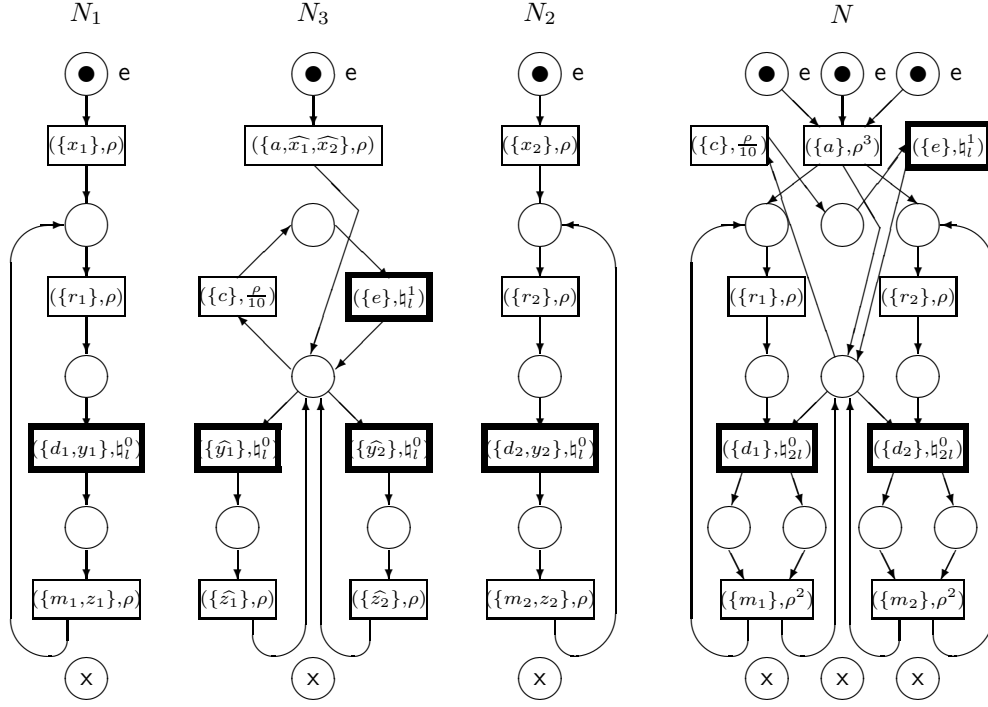 N₁ N₃ N₂ N
e e e e e e
({x₁},ρ) ({a,x̂₁,x̂₂},ρ) ({x₂},ρ) ({c},ρ/10) ({a},ρ³) ({e},♮ₗ¹)
({r₁},ρ) ({c},ρ/10) ({e},♮ₗ¹) ({r₂},ρ) ({r₁},ρ) ({r₂},ρ)
({d₁,y₁},♮ₗ⁰) ({ŷ₁},♮ₗ⁰) ({ŷ₂},♮ₗ⁰) ({d₂,y₂},♮ₗ⁰) ({d₁},♮₂ₗ⁰) ({d₂},♮₂ₗ⁰)
({m₁,z₁},ρ) ({ẑ₁},ρ) ({ẑ₂},ρ) ({m₂,z₂},ρ) ({m₁},ρ²) ({m₂},ρ²)
x x x x x x